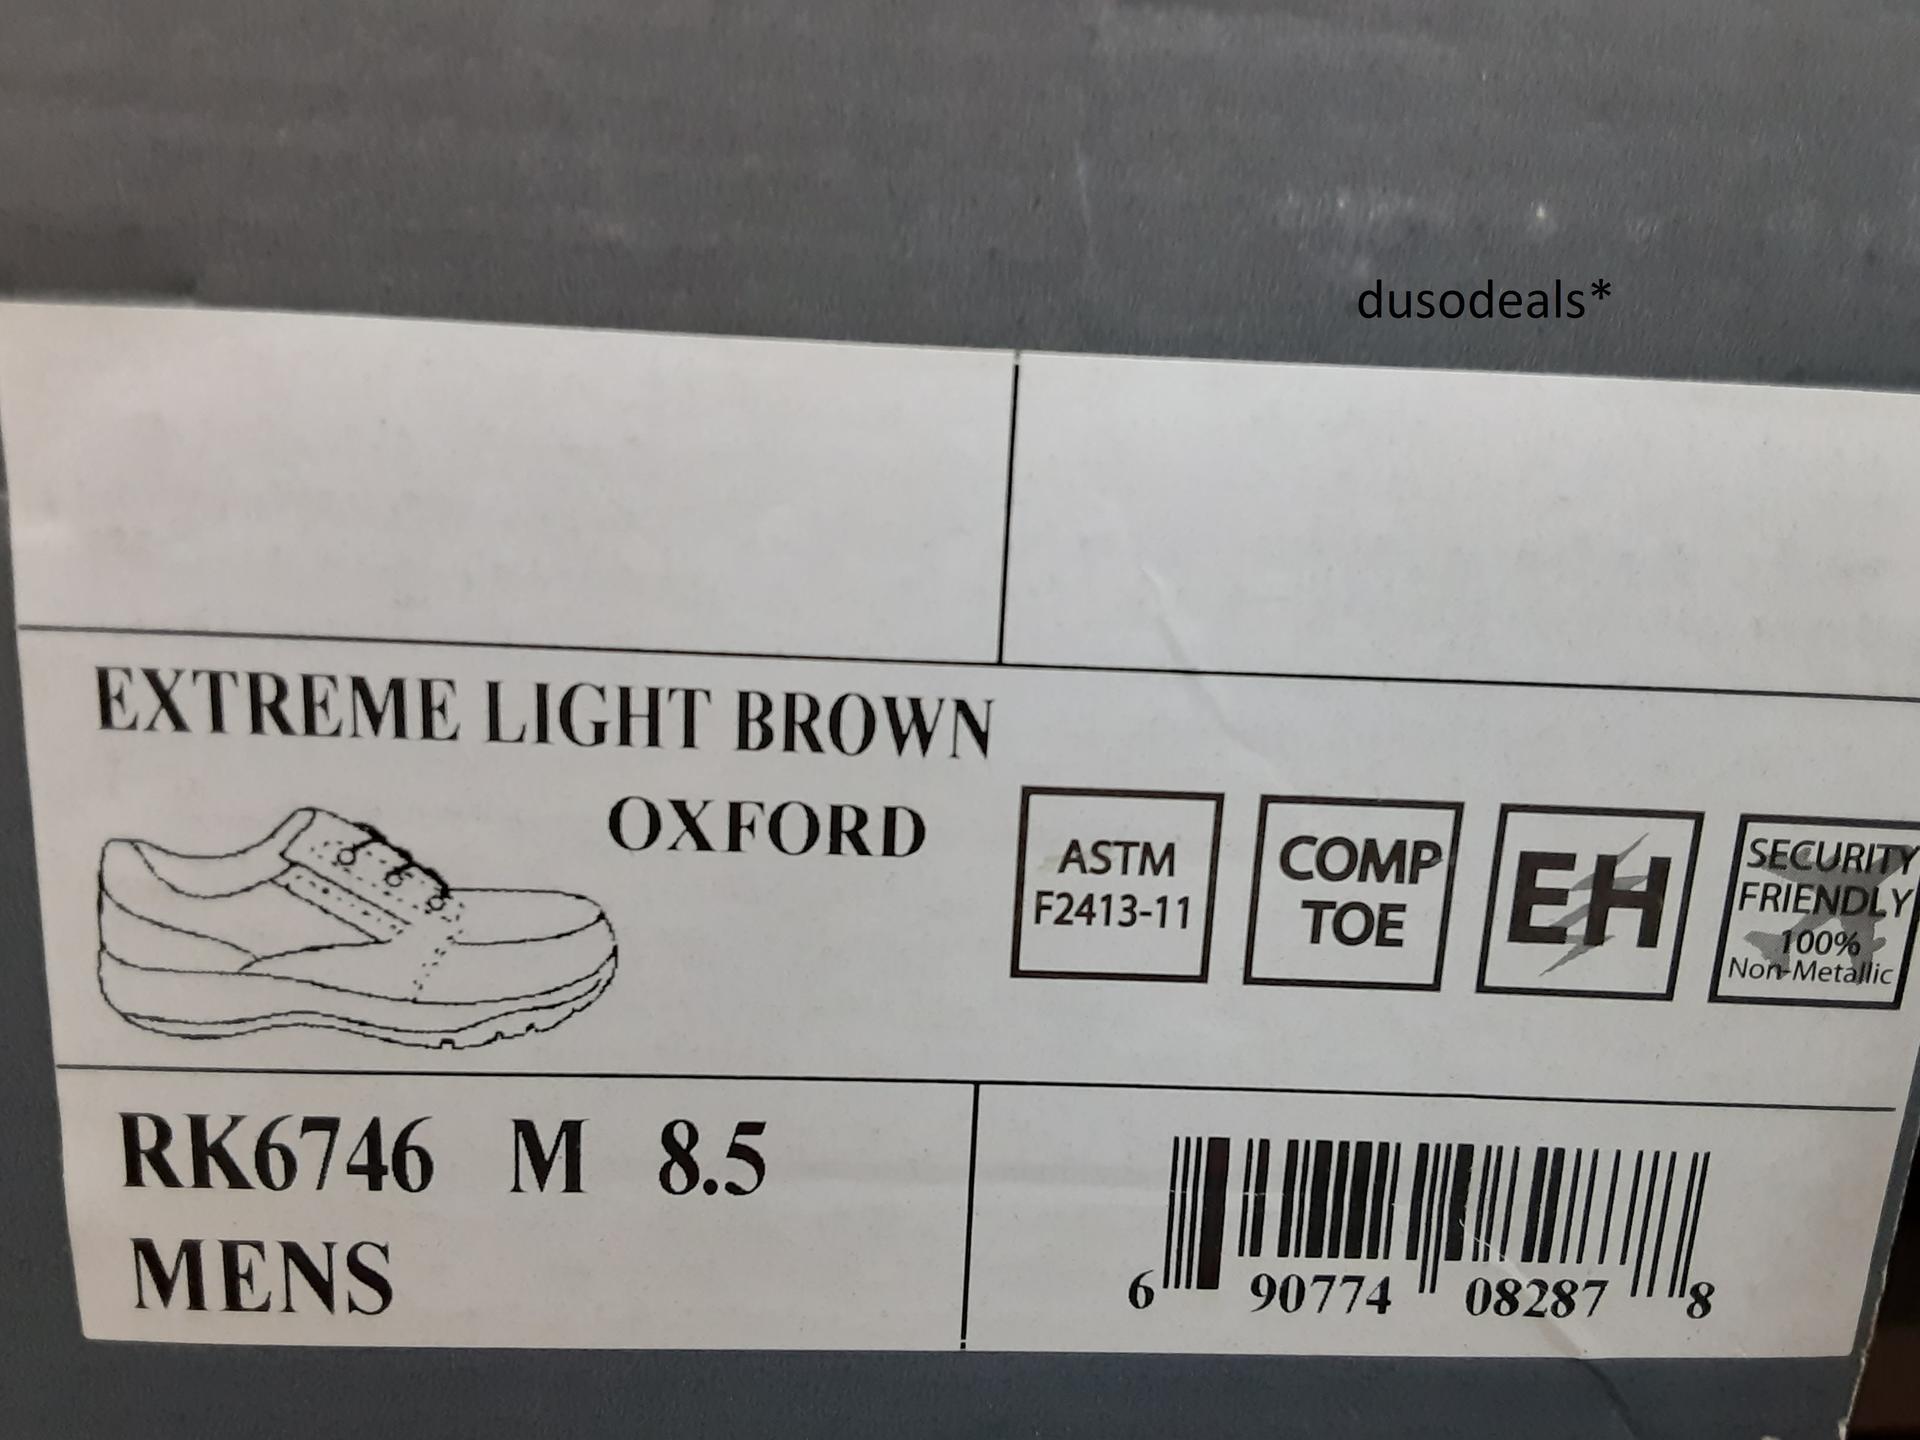 dusodeals*
EXTREME LIGHT BROWN
OXFORD
ASTM
F2413-11
COMP
TOE
EH
SECURITY
FRIENDLY
100%
Non-Metallic
RK6746 M 8.5
MENS
6 90774 08287 8